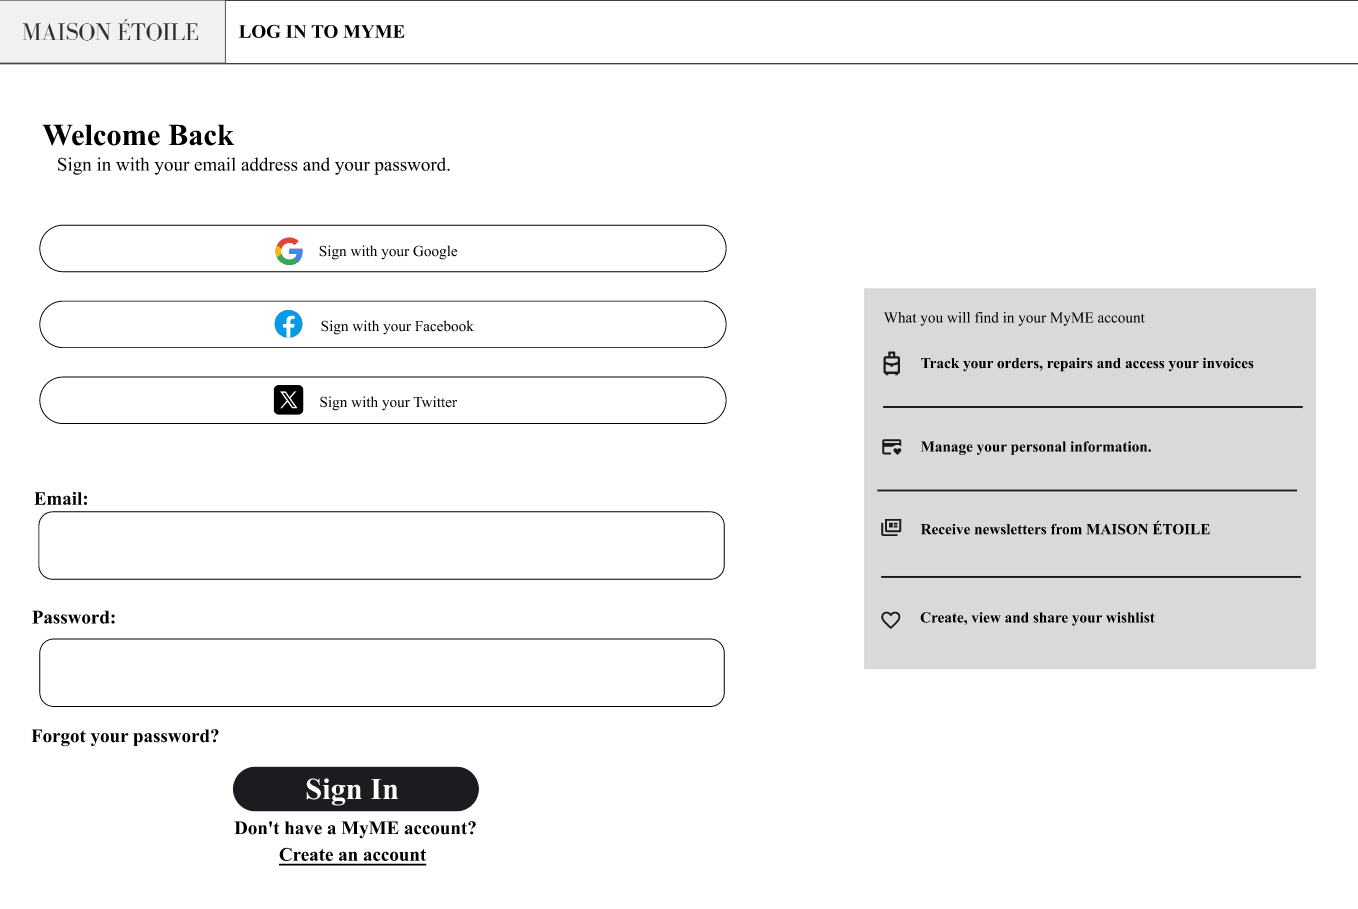 MAISON ÉTOILE
LOG IN TO MYME
Welcome Back
Sign in with your email address and your password.
Sign with your Google
Sign with your Facebook
Sign with your Twitter
Email:
Password:
Forgot your password?
Sign In
Don't have a MyME account?
Create an account
What you will find in your MyME account
Track your orders, repairs and access your invoices
Manage your personal information.
Receive newsletters from MAISON ÉTOILE
Create, view and share your wishlist